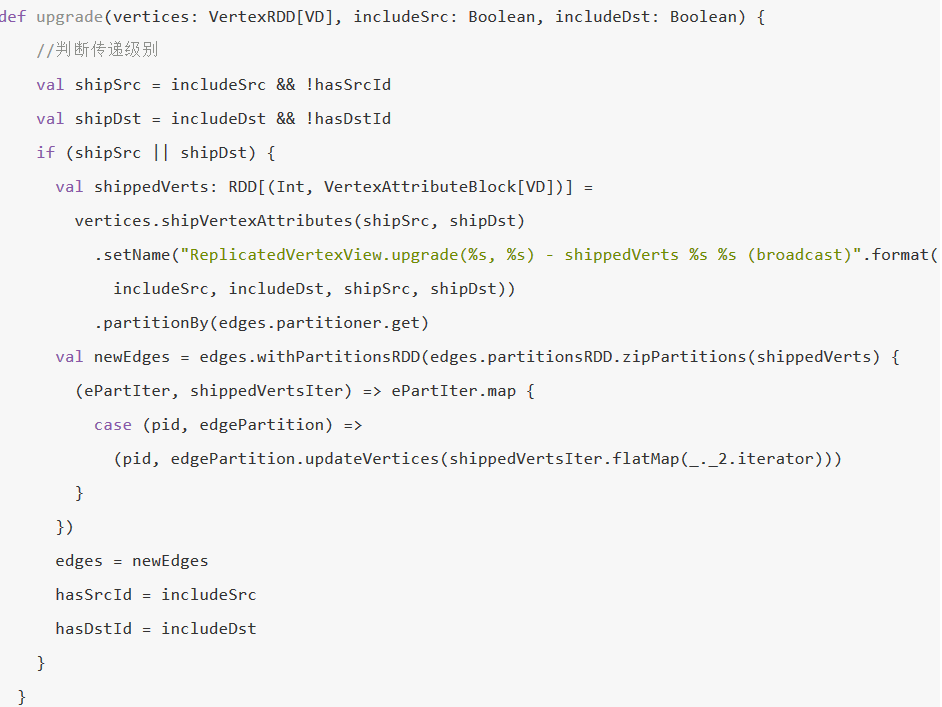 def upgrade(vertices: VertexRDD[VD], includeSrc: Boolean, includeDst: Boolean) {
    //判断传递级别
    val shipSrc = includeSrc && !hasSrcId
    val shipDst = includeDst && !hasDstId
    if (shipSrc || shipDst) {
      val shippedVerts: RDD[(Int, VertexAttributeBlock[VD])] =
        vertices.shipVertexAttributes(shipSrc, shipDst)
          .setName("ReplicatedVertexView.upgrade(%s, %s) - shippedVerts %s %s (broadcast)".format(
            includeSrc, includeDst, shipSrc, shipDst))
          .partitionBy(edges.partitioner.get)
      val newEdges = edges.withPartitionsRDD(edges.partitionsRDD.zipPartitions(shippedVerts) {
        (ePartIter, shippedVertsIter) => ePartIter.map {
          case (pid, edgePartition) =>
            (pid, edgePartition.updateVertices(shippedVertsIter.flatMap(_._2.iterator)))
        }
      })
      edges = newEdges
      hasSrcId = includeSrc
      hasDstId = includeDst
    }
  }